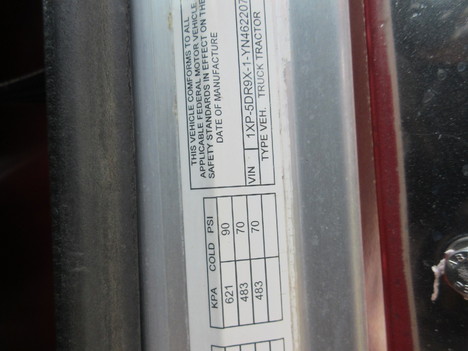 THIS VEHICLE CONFORMS TO ALL
APPLICABLE FEDERAL MOTOR VEHICLE
SAFETY STANDARDS IN EFFECT ON THE
DATE OF MANUFACTURE
VIN 1XP-5DR9X-1-YN462207
TYPE VEH. TRUCK TRACTOR
KPA COLD PSI
621 90
483 70
483 70